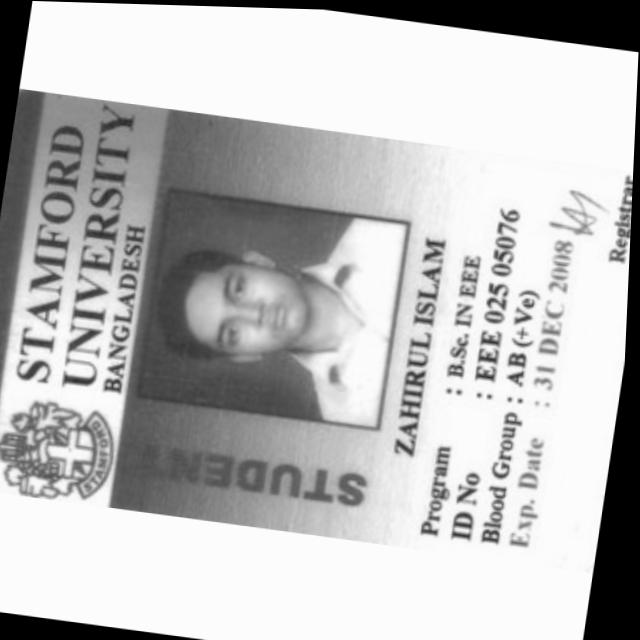 STAMFORD
UNIVERSITY
BANGLADESH
STAMFORD
STUDENT
ZAHIRUL ISLAM
Program : B.Sc. IN EEE
ID No : EEE 025 05076
Blood Group : AB (+Ve)
Exp. Date : 31 DEC 2008
Registrar